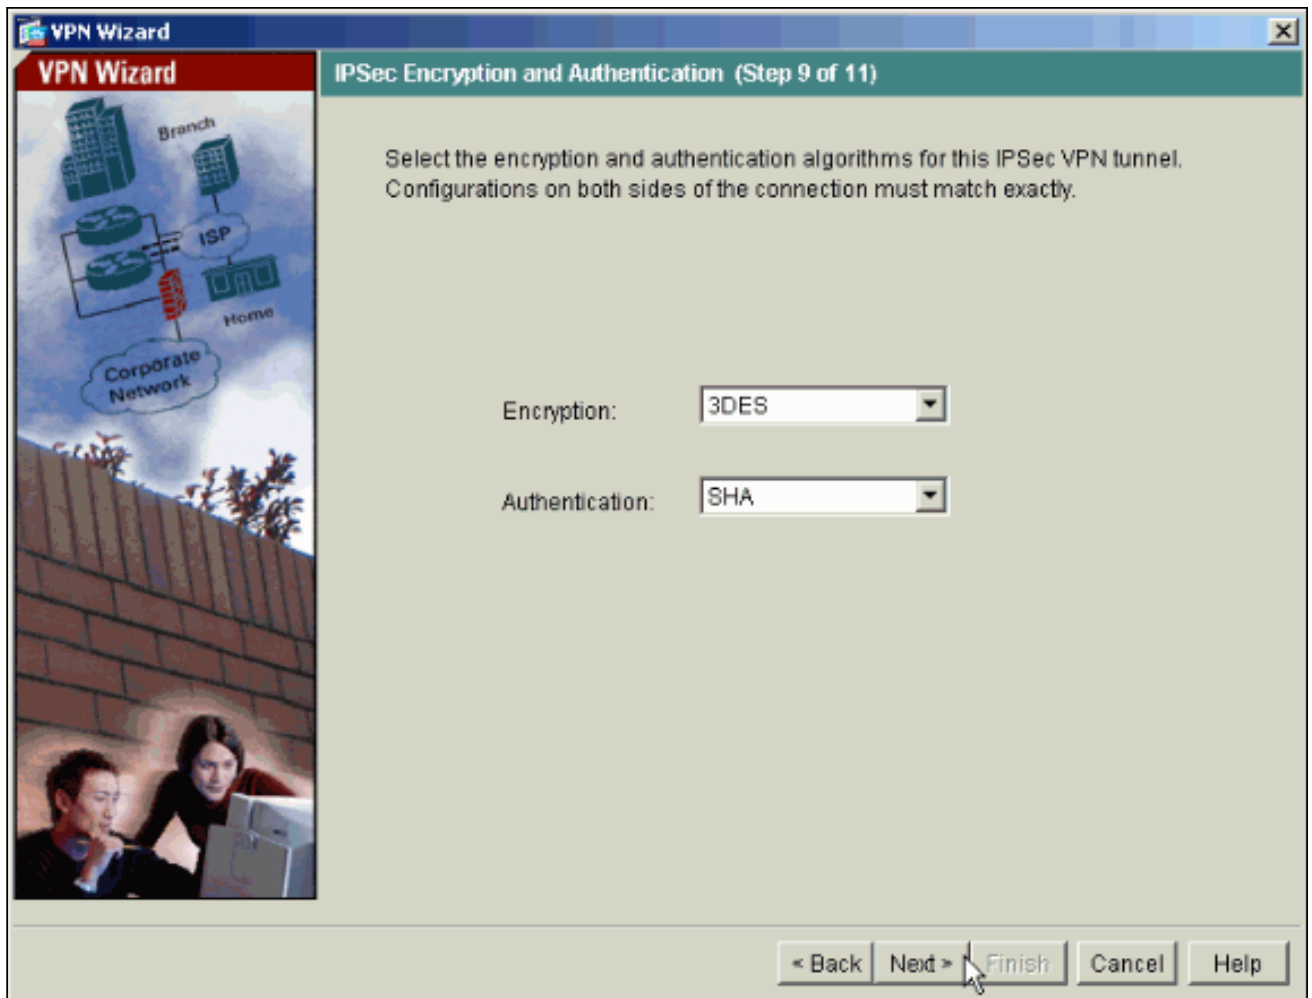 VPN Wizard
VPN Wizard
IPSec Encryption and Authentication (Step 9 of 11)
Branch
ISP
Home
Corporate
Network
Select the encryption and authentication algorithms for this IPSec VPN tunnel.
Configurations on both sides of the connection must match exactly.
Encryption: 3DES
Authentication: SHA
< Back Next > Finish Cancel Help